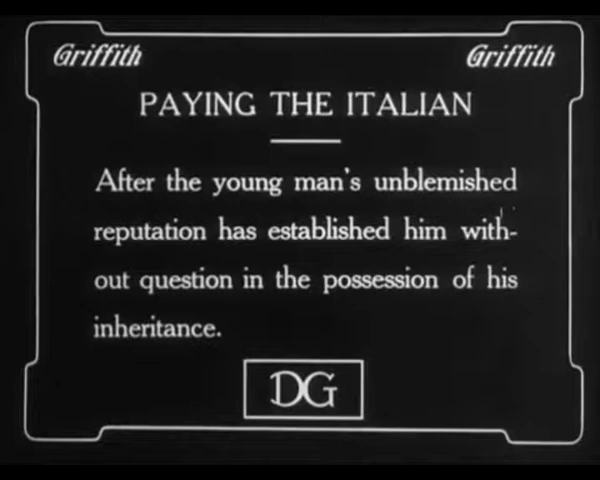 Griffith Griffith
PAYING THE ITALIAN
After the young man's unblemished
reputation has established him with-
out question in the possession of his
inheritance.
DG